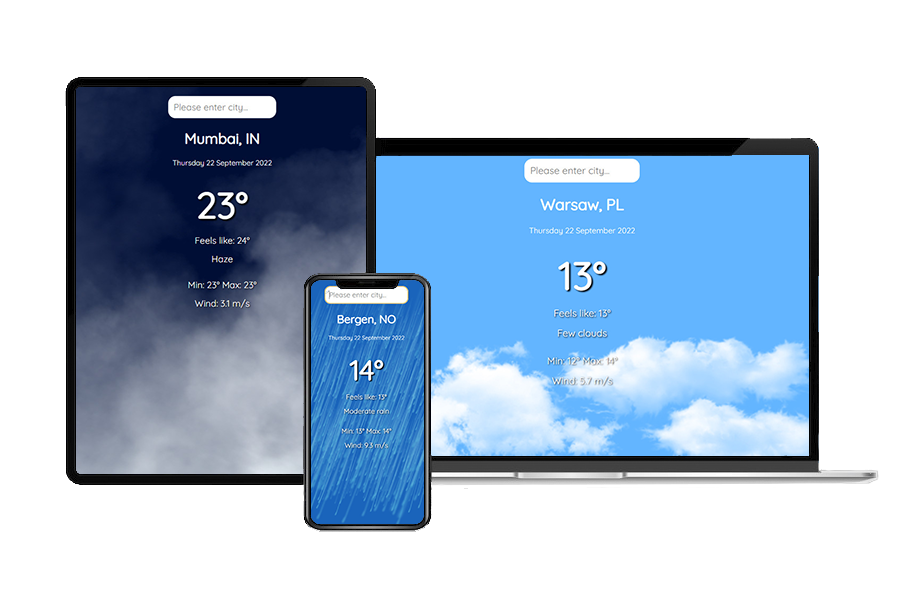 Please enter city...
Mumbai, IN
Thursday 22 September 2022
23°
Feels like: 24°
Haze
Min: 23° Max: 23°
Wind: 3.1 m/s
Please enter city...
Bergen, NO
Thursday 22 September 2022
14°
Feels like: 13°
Moderate rain
Min: 13° Max: 14°
Wind: 9.3 m/s
Please enter city...
Warsaw, PL
Thursday 22 September 2022
13°
Feels like: 13°
Few clouds
Min: 12° Max: 14°
Wind: 5.7 m/s